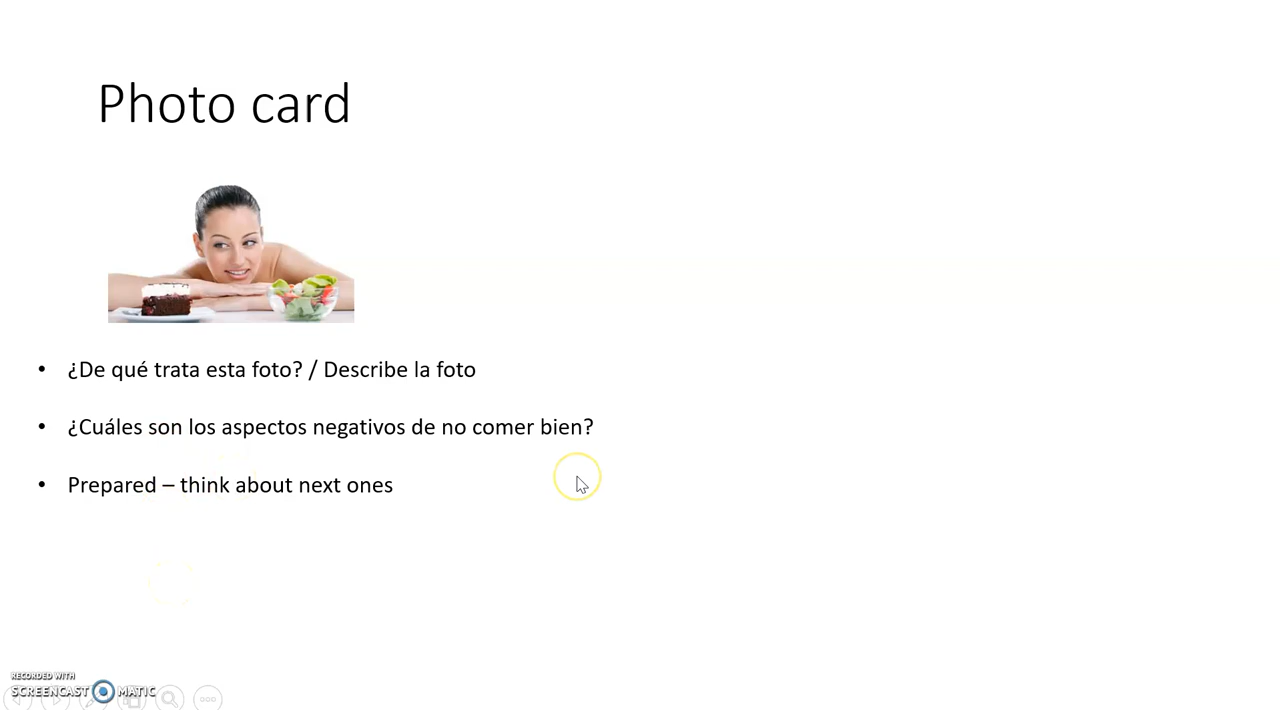 Photo card
• ¿De qué trata esta foto? / Describe la foto
• ¿Cuáles son los aspectos negativos de no comer bien?
• Prepared – think about next ones
RECORDED WITH
SCREENCAST MATIC